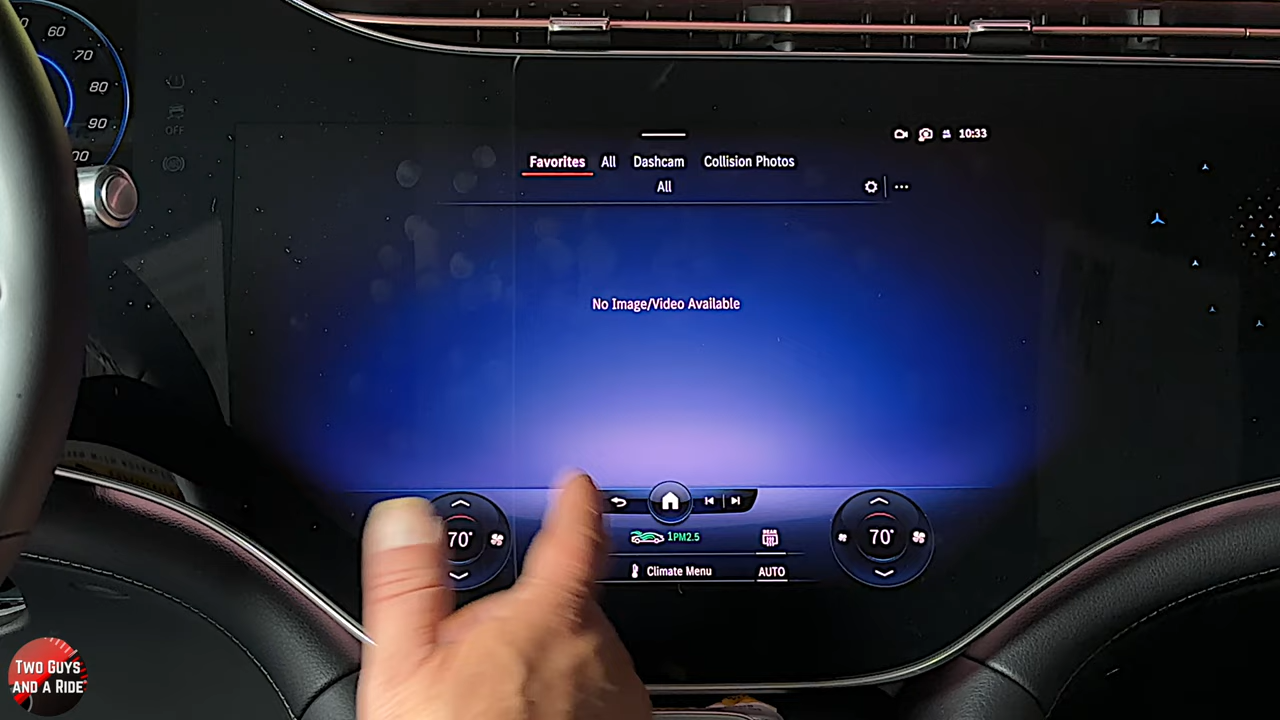 60
70
80
90
OFF
10:33
Favorites All Dashcam Collision Photos
All
No Image/Video Available
70°
1PM2.5
REAR
70°
Climate Menu
AUTO
TWO GUYS
AND A RIDE